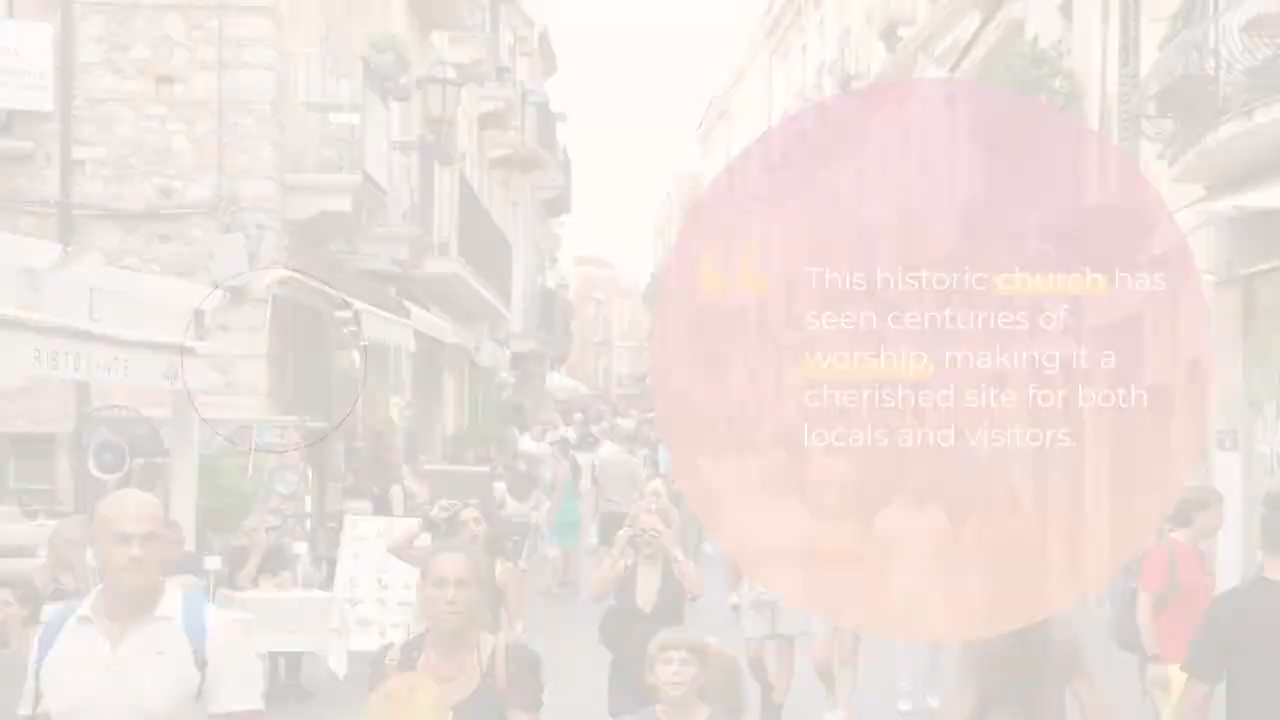 RISTORANTE
This historic church has
seen centuries of
worship, making it a
cherished site for both
locals and visitors.